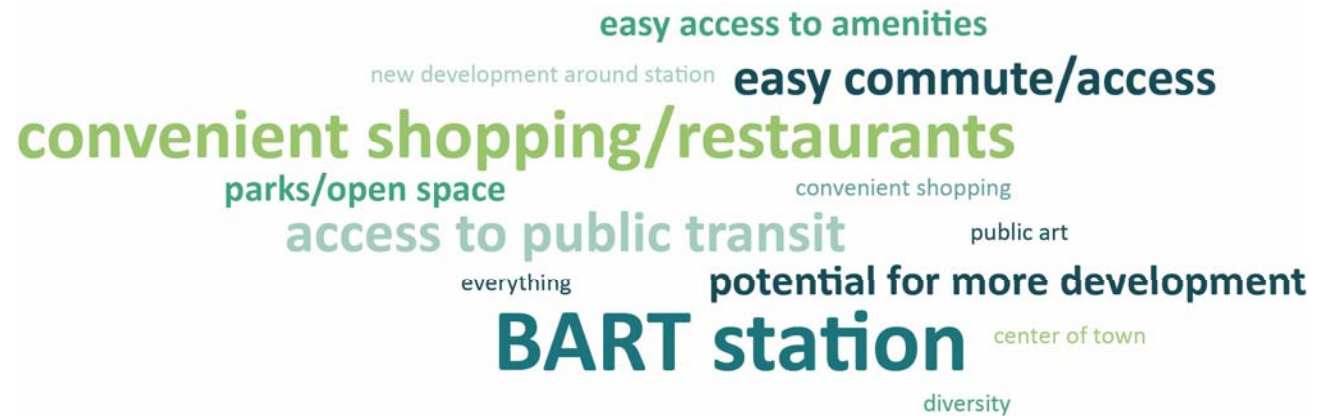 easy access to amenities
new development around station
easy commute/access
convenient shopping/restaurants
parks/open space
convenient shopping
access to public transit
public art
everything
potential for more development
BART station
center of town
diversity